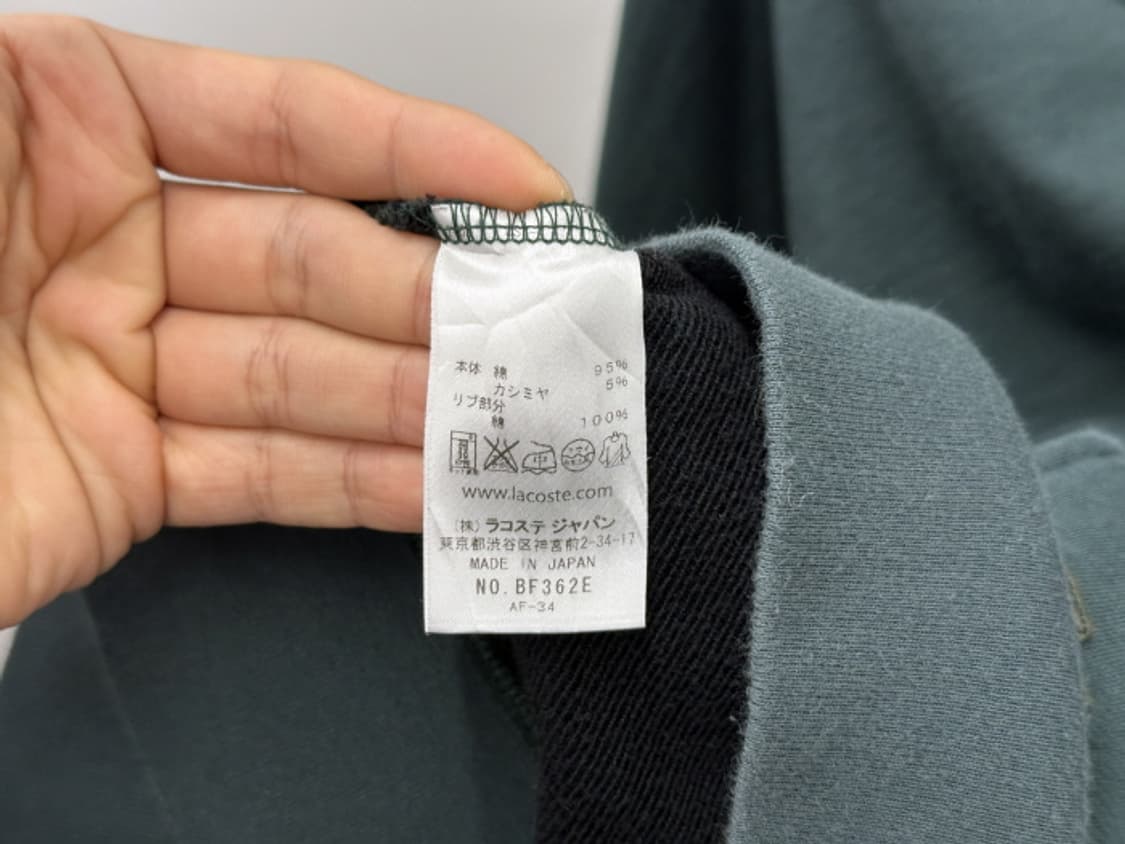 本体 綿 95%
カシミヤ 5%
リブ部分
綿 100%
www.lacoste.com
(株) ラコステ ジャパン
東京都渋谷区神宮前2-34-17
MADE IN JAPAN
NO. BF362E
AF-34